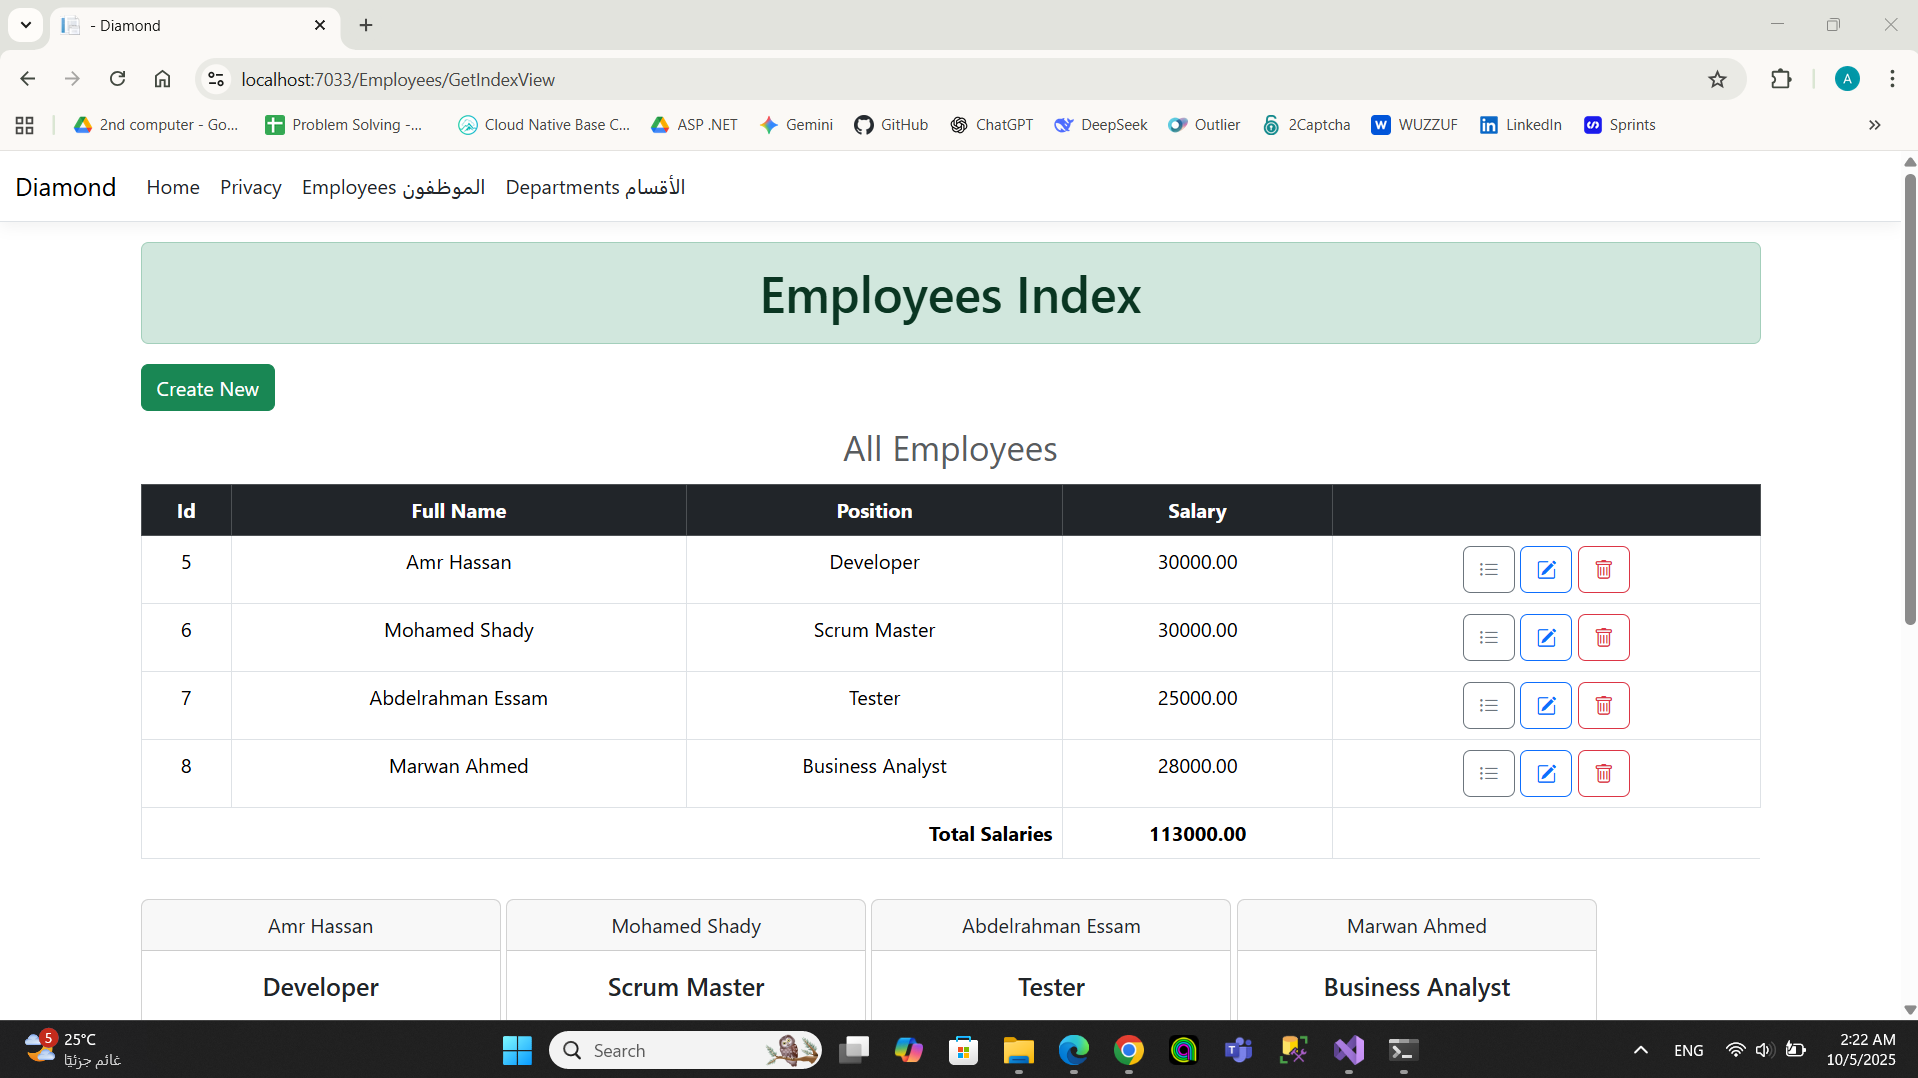 - Diamond
localhost:7033/Employees/GetIndexView
A
2nd computer - Go...
Problem Solving -...
Cloud Native Base C...
ASP .NET
Gemini
GitHub
ChatGPT
DeepSeek
Outlier
2Captcha
WUZZUF
LinkedIn
Sprints
Diamond Home Privacy Employees الموظفون Departments الأقسام
Employees Index
Create New
All Employees
Id Full Name Position Salary
5 Amr Hassan Developer 30000.00
6 Mohamed Shady Scrum Master 30000.00
7 Abdelrahman Essam Tester 25000.00
8 Marwan Ahmed Business Analyst 28000.00
Total Salaries 113000.00
Amr Hassan Mohamed Shady Abdelrahman Essam Marwan Ahmed
Developer Scrum Master Tester Business Analyst
5
25°C
غائم جزئيًا
Search
ENG
2:22 AM
10/5/2025